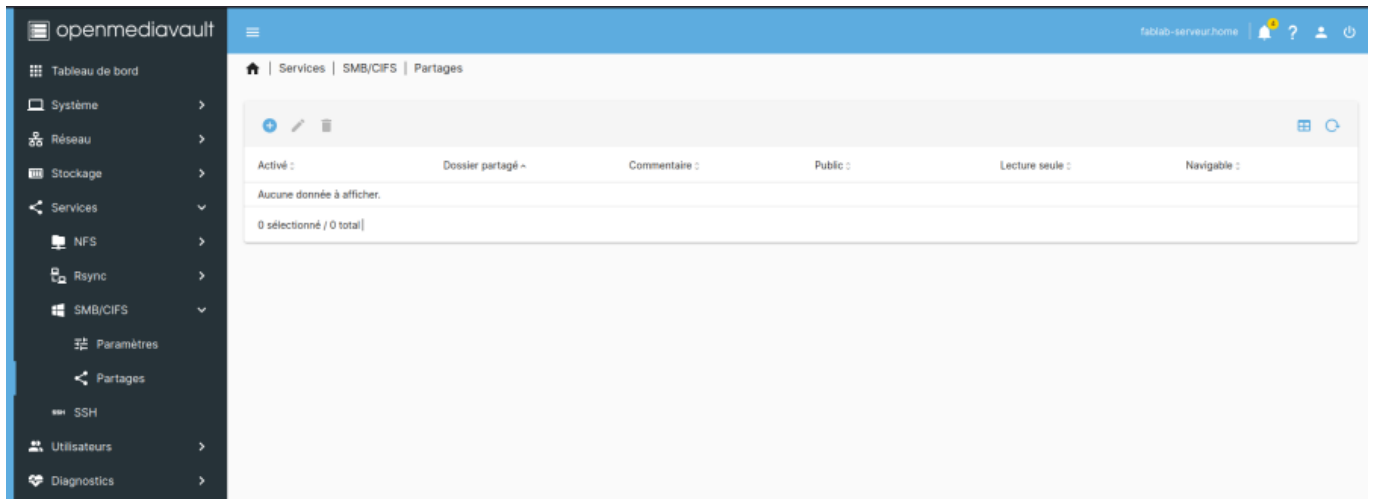 openmediavault
fablab-serveur.home | 4 ?
Tableau de bord
Services | SMB/CIFS | Partages
Système
Réseau
Stockage
Services
NFS
Rsync
SMB/CIFS
Paramètres
Partages
SSH SSH
Utilisateurs
Diagnostics
Activé Dossier partagé Commentaire Public Lecture seule Navigable
Aucune donnée à afficher.
0 sélectionné / 0 total